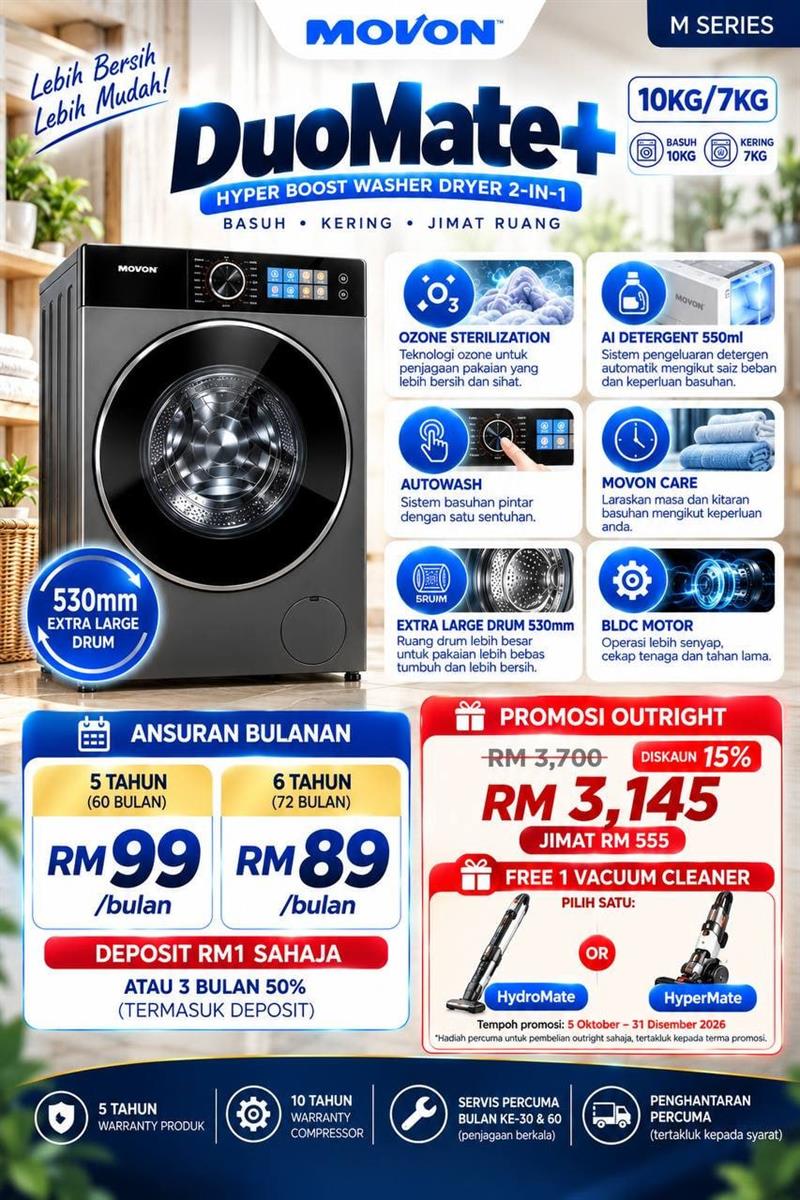 MOVON™
M SERIES
Lebih Bersih
Lebih Mudah!
DuoMate+
HYPER BOOST WASHER DRYER 2-IN-1
BASUH • KERING • JIMAT RUANG
10KG/7KG
BASUH
10KG
KERING
7KG
MOVON
O3
OZONE STERILIZATION
Teknologi ozone untuk
penjagaan pakaian yang
lebih bersih dan sihat.
MOVON
AI DETERGENT 550ml
Sistem pengeluaran detergen
automatik mengikut saiz beban
dan keperluan basuhan.
AUTOWASH
Sistem basuhan pintar
dengan satu sentuhan.
MOVON CARE
Laraskan masa dan kitaran
basuhan mengikut keperluan
anda.
5RUIM
EXTRA LARGE DRUM 530mm
Ruang drum lebih besar
untuk pakaian lebih bebas
tumbuh dan lebih bersih.
BLDC MOTOR
Operasi lebih senyap,
cekap tenaga dan tahan lama.
530mm
EXTRA LARGE
DRUM
ANSURAN BULANAN
5 TAHUN
(60 BULAN)
RM99
/bulan
6 TAHUN
(72 BULAN)
RM89
/bulan
DEPOSIT RM1 SAHAJA
ATAU 3 BULAN 50%
(TERMASUK DEPOSIT)
PROMOSI OUTRIGHT
RM 3,700
DISKAUN 15%
RM 3,145
JIMAT RM 555
FREE 1 VACUUM CLEANER
PILIH SATU:
OR
HydroMate
HyperMate
Tempoh promosi: 5 Oktober – 31 Disember 2026
*Hadiah percuma untuk pembelian outright sahaja, tertakluk kepada terma promosi.
5 TAHUN
WARRANTY PRODUK
10 TAHUN
WARRANTY
COMPRESSOR
SERVIS PERCUMA
BULAN KE-30 & 60
(penjagaan berkala)
PENGHANTARAN
PERCUMA
(tertakluk kepada syarat)